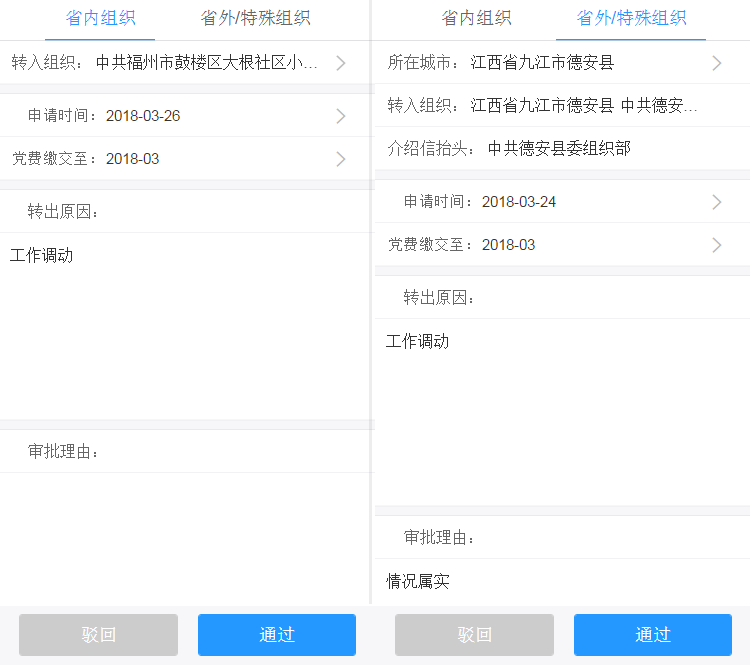 省内组织
省外/特殊组织
转入组织： 中共福州市鼓楼区大根社区小...
申请时间： 2018-03-26
党费缴交至： 2018-03
转出原因：
工作调动
审批理由：
驳回
通过
省内组织
省外/特殊组织
所在城市： 江西省九江市德安县
转入组织： 江西省九江市德安县 中共德安...
介绍信抬头： 中共德安县委组织部
申请时间： 2018-03-24
党费缴交至： 2018-03
转出原因：
工作调动
审批理由：
情况属实
驳回
通过